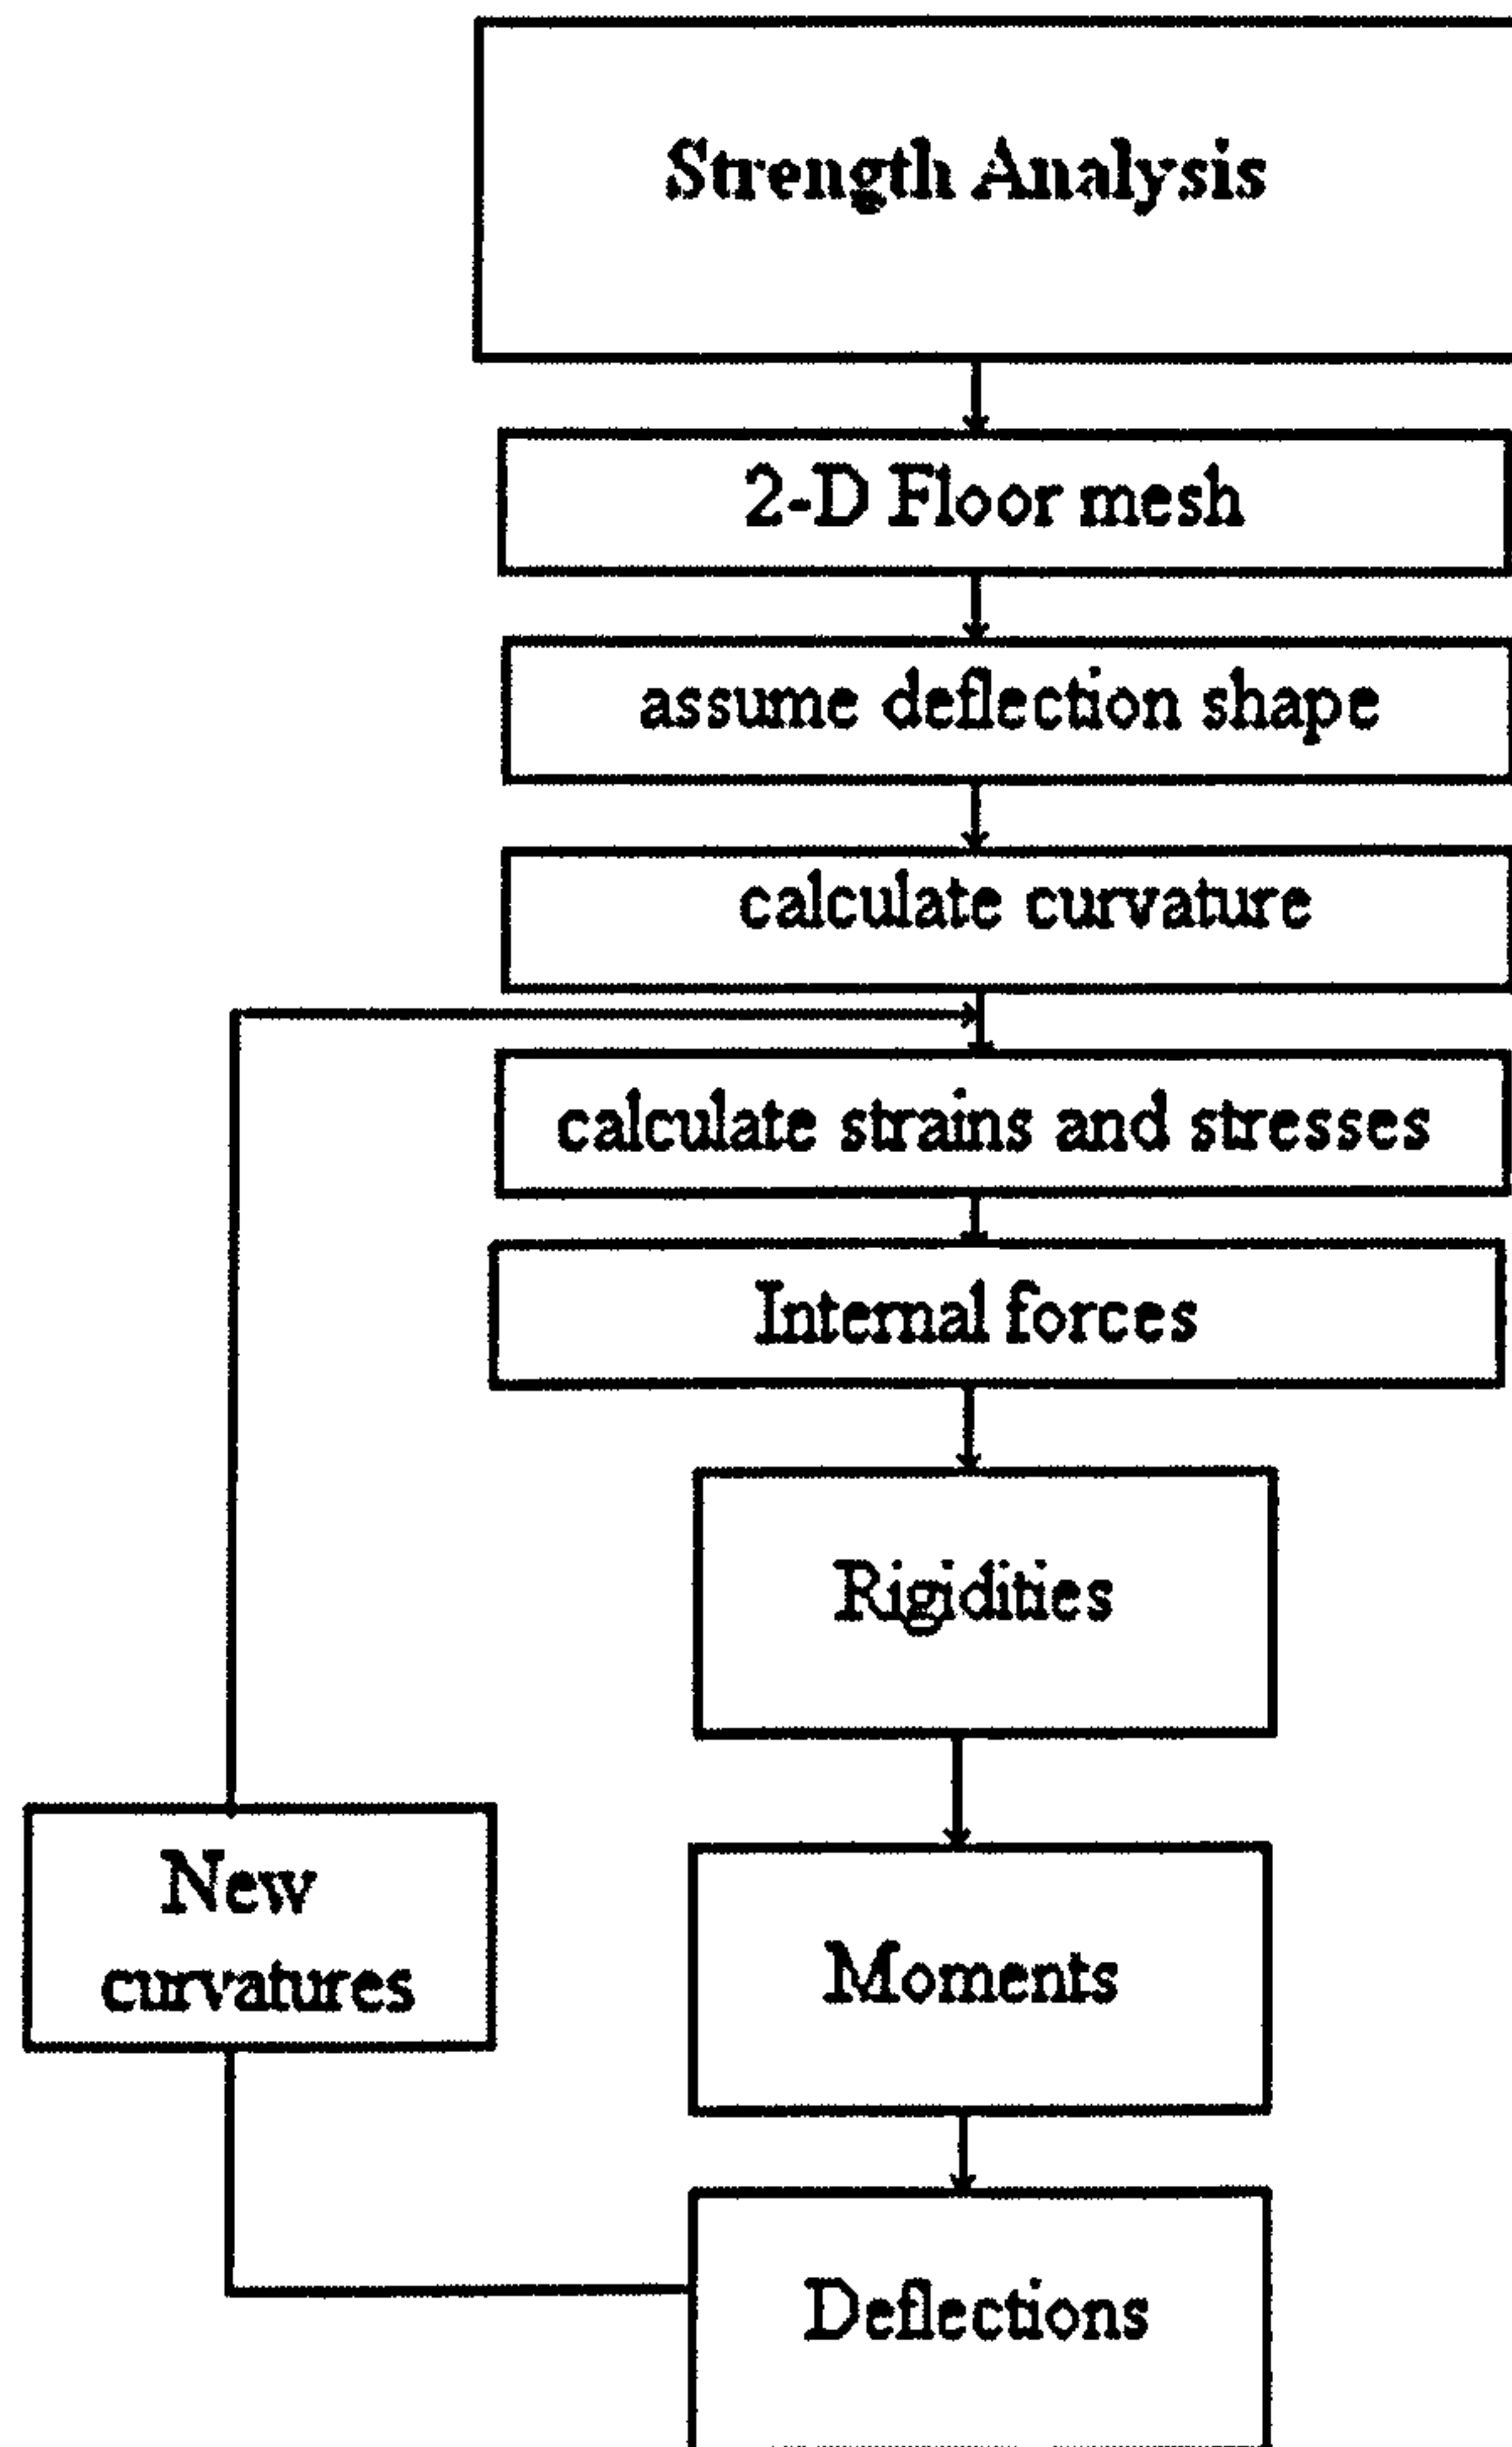 Strength Analysis
2-D Floor mesh
assume deflection shape
calculate curvature
calculate strains and stresses
Internal forces
Rigidities
New
curvatures
Moments
Deflections